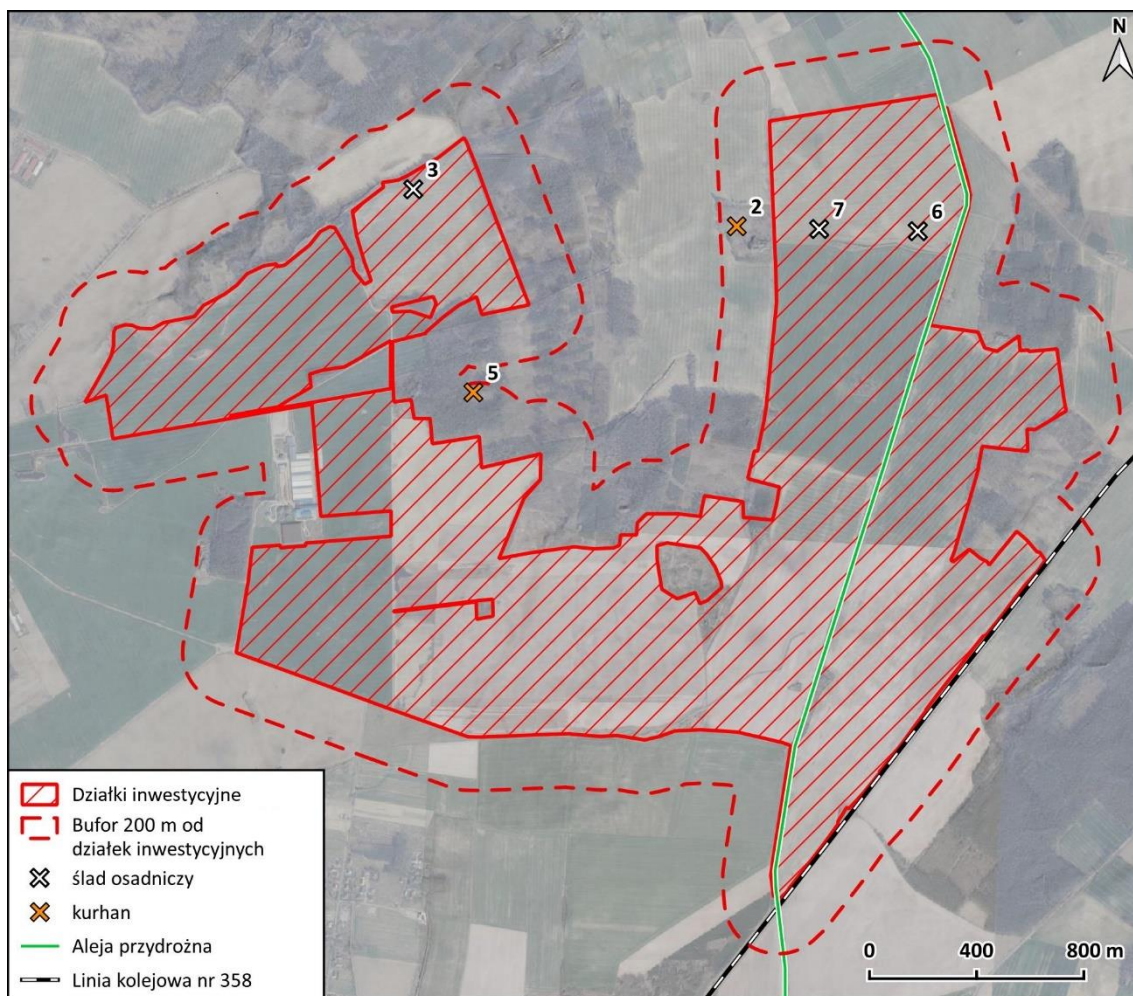 N
3
2
7
6
5
Działki inwestycyjne
Bufor 200 m od
działek inwestycyjnych
ślad osadniczy
kurhan
Aleja przydrożna
Linia kolejowa nr 358
0 400 800 m